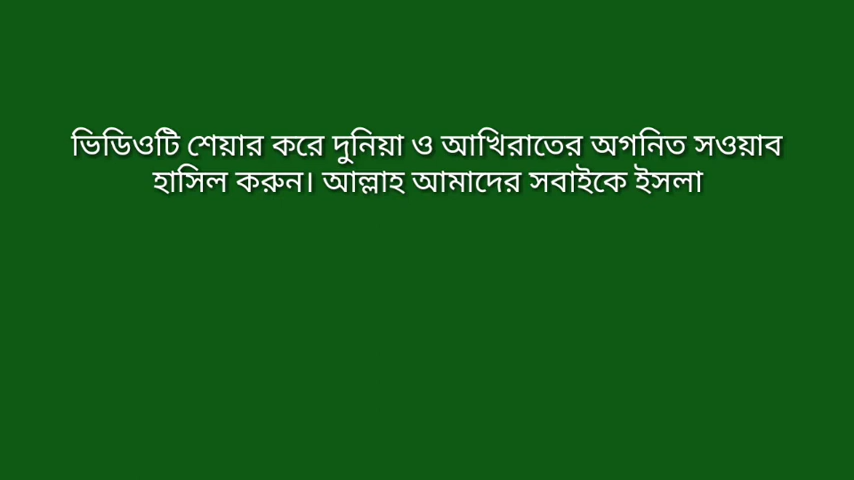 ভিডিওটি শেয়ার করে দুনিয়া ও আখিরাতের অগনিত সওয়াব
হাসিল করুন। আল্লাহ আমাদের সবাইকে ইসলা